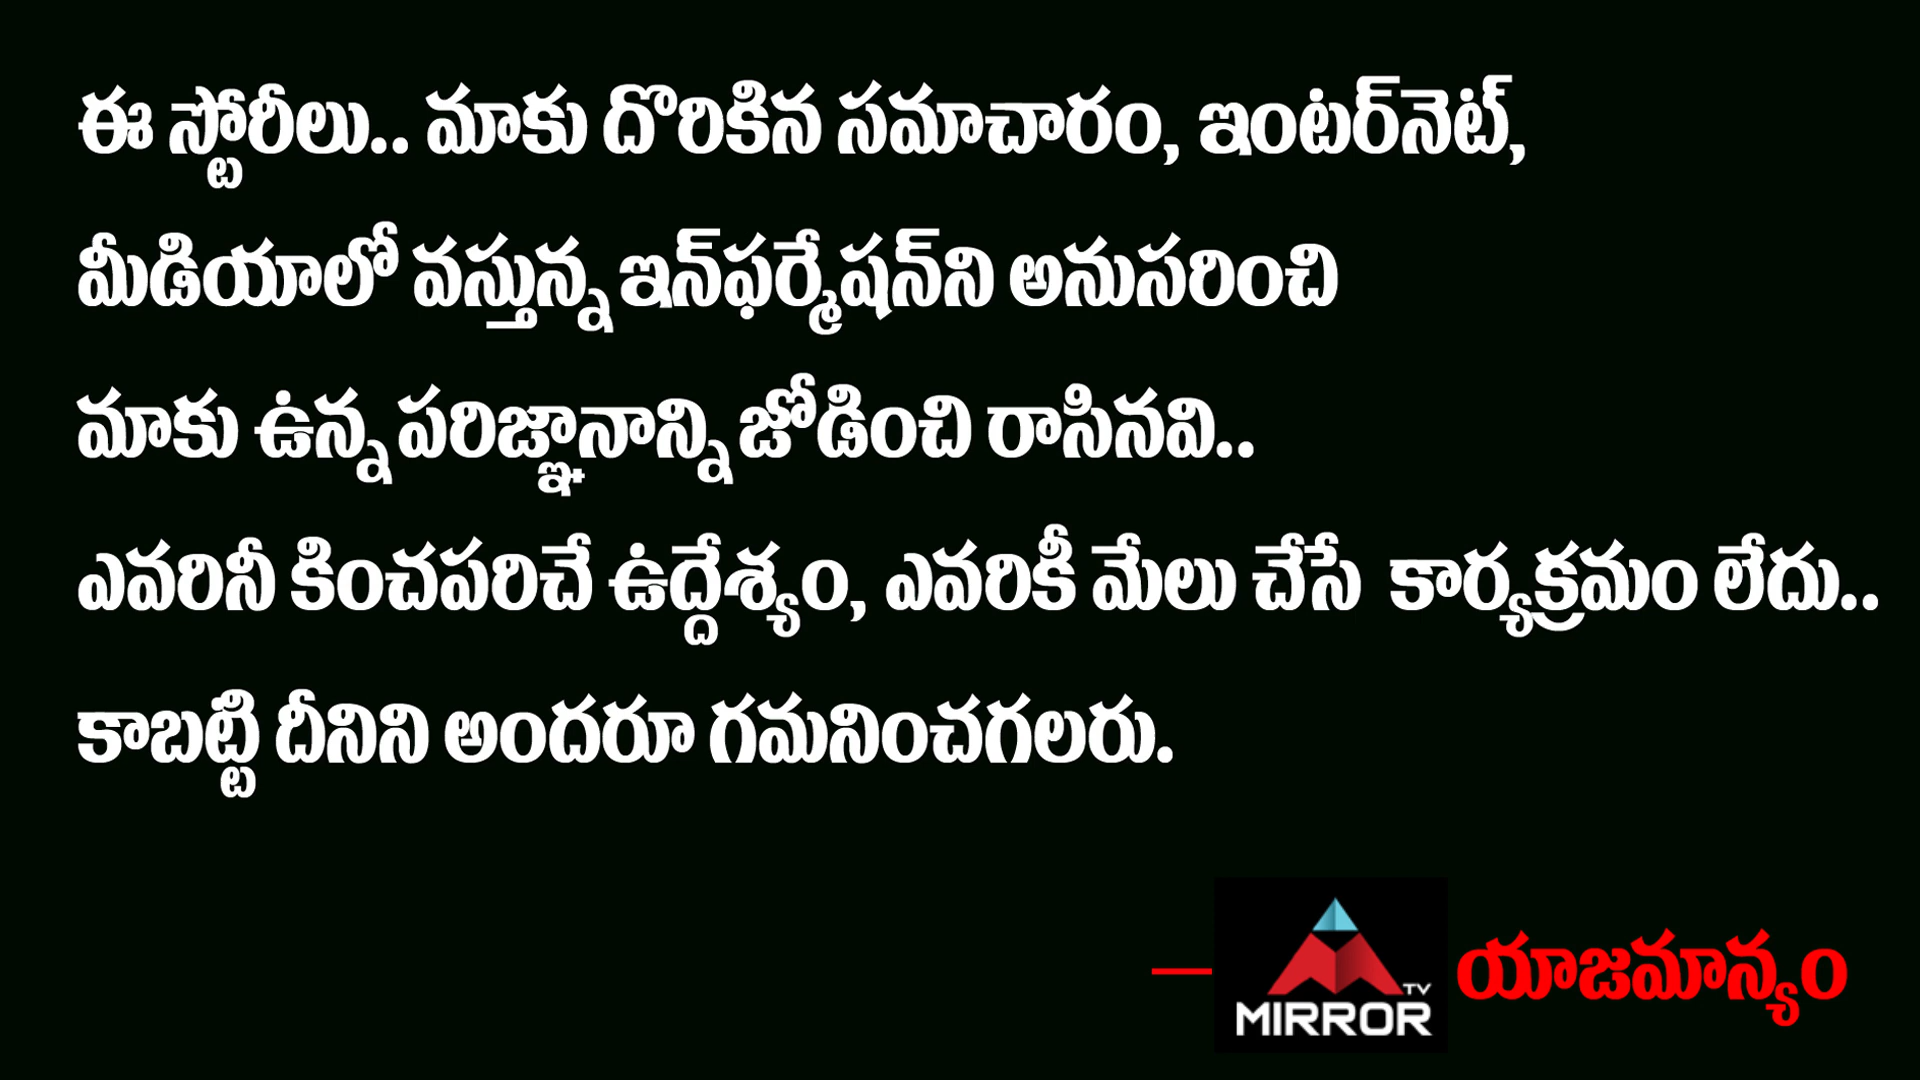 ఈ స్టోరీలు.. మాకు దొరికిన సమాచారం, ఇంటర్‌నెట్,
మీడియాలో వస్తున్న ఇన్‌ఫర్మేషన్‌ని అనుసరించి
మాకు ఉన్న పరిజ్ఞానాన్ని జోడించి రాసినవి..
ఎవరినీ కించపరిచే ఉద్దేశ్యం, ఎవరికీ మేలు చేసే కార్యక్రమం లేదు..
కాబట్టి దీనిని అందరూ గమనించగలరు.
— MIRROR TV యాజమాన్యం